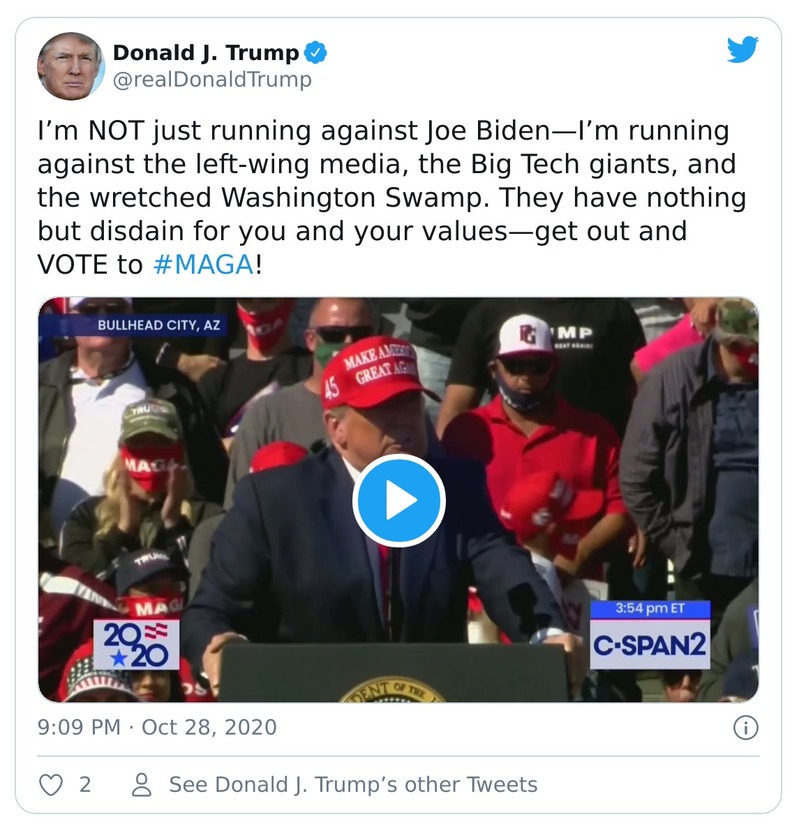 Donald J. Trump
@realDonaldTrump
I’m NOT just running against Joe Biden—I’m running
against the left-wing media, the Big Tech giants, and
the wretched Washington Swamp. They have nothing
but disdain for you and your values—get out and
VOTE to #MAGA!
BULLHEAD CITY, AZ
MAKE AMERICA
GREAT AGAIN
45
TRUMP
MAGA
MAGA
2020
3:54 pm ET
C-SPAN2
9:09 PM · Oct 28, 2020
2
See Donald J. Trump’s other Tweets